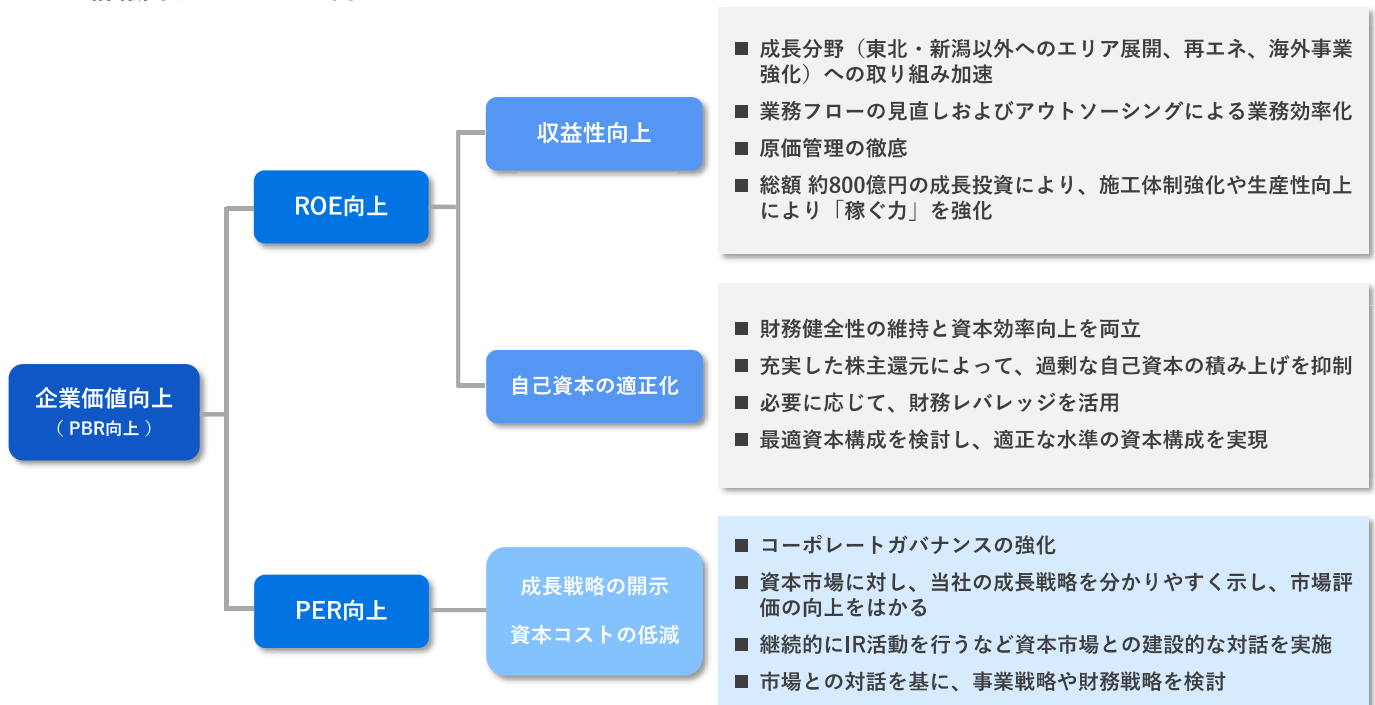 企業価値向上
（ PBR向上 ）
ROE向上
収益性向上
■ 成長分野（東北・新潟以外へのエリア展開、再エネ、海外事業
強化）への取り組み加速
■ 業務フローの見直しおよびアウトソーシングによる業務効率化
■ 原価管理の徹底
■ 総額 約800億円の成長投資により、施工体制強化や生産性向上
により「稼ぐ力」を強化
自己資本の適正化
■ 財務健全性の維持と資本効率向上を両立
■ 充実した株主還元によって、過剰な自己資本の積み上げを抑制
■ 必要に応じて、財務レバレッジを活用
■ 最適資本構成を検討し、適正な水準の資本構成を実現
PER向上
成長戦略の開示
資本コストの低減
■ コーポレートガバナンスの強化
■ 資本市場に対し、当社の成長戦略を分かりやすく示し、市場評
価の向上をはかる
■ 継続的にIR活動を行うなど資本市場との建設的な対話を実施
■ 市場との対話を基に、事業戦略や財務戦略を検討